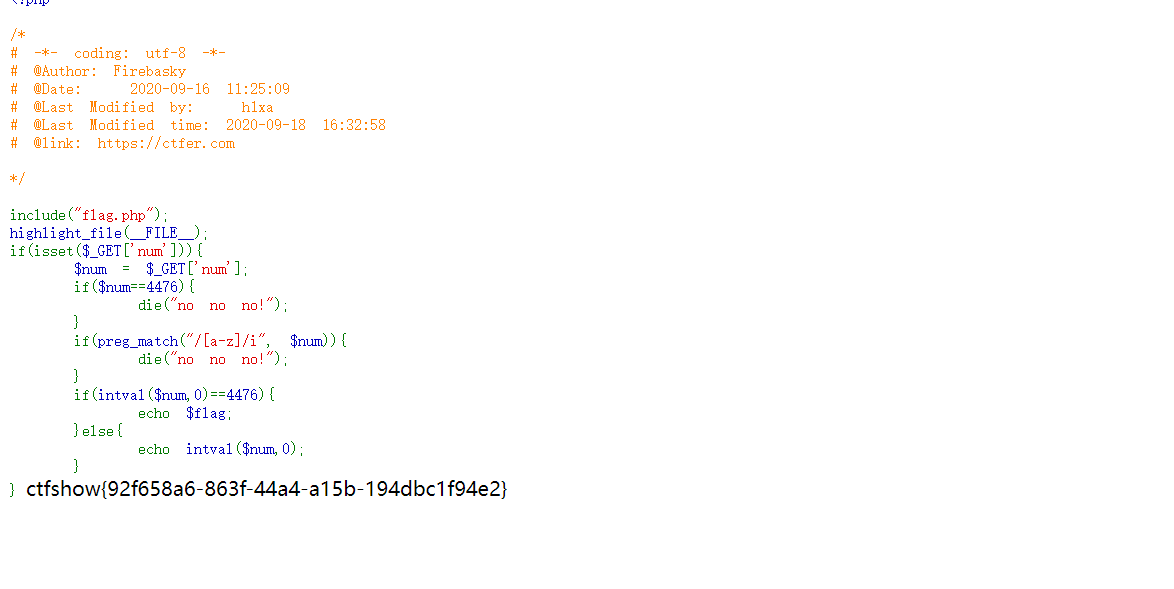 <?php
/*
# -*- coding: utf-8 -*-
# @Author: Firebasky
# @Date: 2020-09-16 11:25:09
# @Last Modified by: h1xa
# @Last Modified time: 2020-09-18 16:32:58
# @link: https://ctfer.com
*/
include("flag.php");
highlight_file(__FILE__);
if(isset($_GET['num'])){
$num = $_GET['num'];
if($num==4476){
die("no no no!");
}
if(preg_match("/[a-z]/i", $num)){
die("no no no!");
}
if(intval($num,0)==4476){
echo $flag;
}else{
echo intval($num,0);
}
} ctfshow{92f658a6-863f-44a4-a15b-194dbc1f94e2}